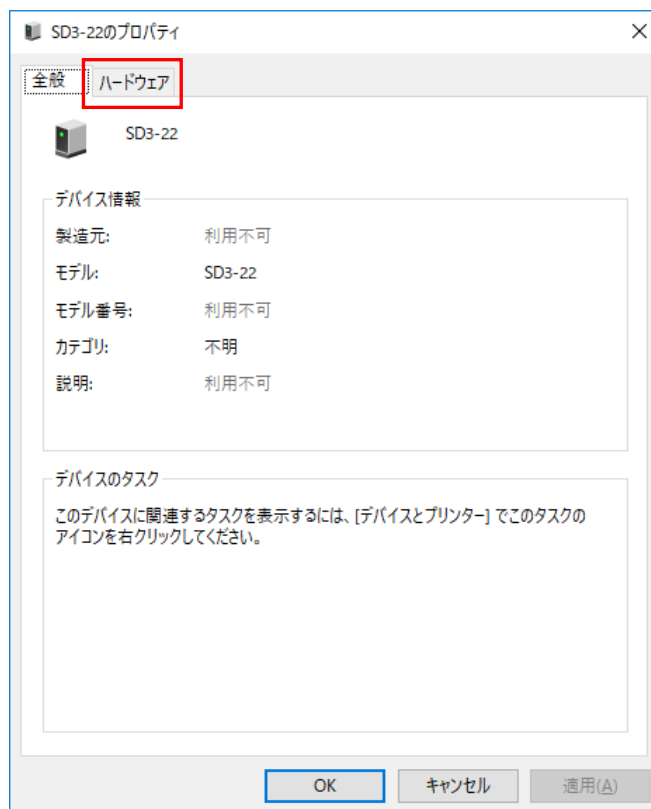 SD3-22のプロパティ
全般
ハードウェア
SD3-22
デバイス情報
製造元: 利用不可
モデル: SD3-22
モデル番号: 利用不可
カテゴリ: 不明
説明: 利用不可
デバイスのタスク
このデバイスに関連するタスクを表示するには、[デバイスとプリンター] でこのタスクの
アイコンを右クリックしてください。
OK キャンセル 適用(A)